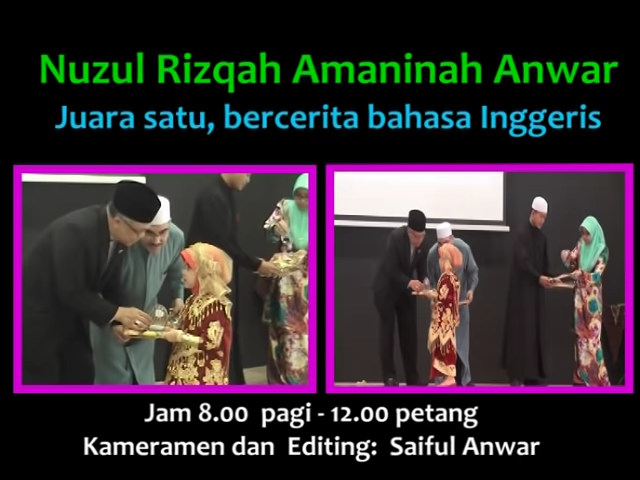 Nuzul Rizqah Amaninah Anwar
Juara satu, bercerita bahasa Inggeris
Jam 8.00 pagi - 12.00 petang
Kameramen dan Editing: Saiful Anwar